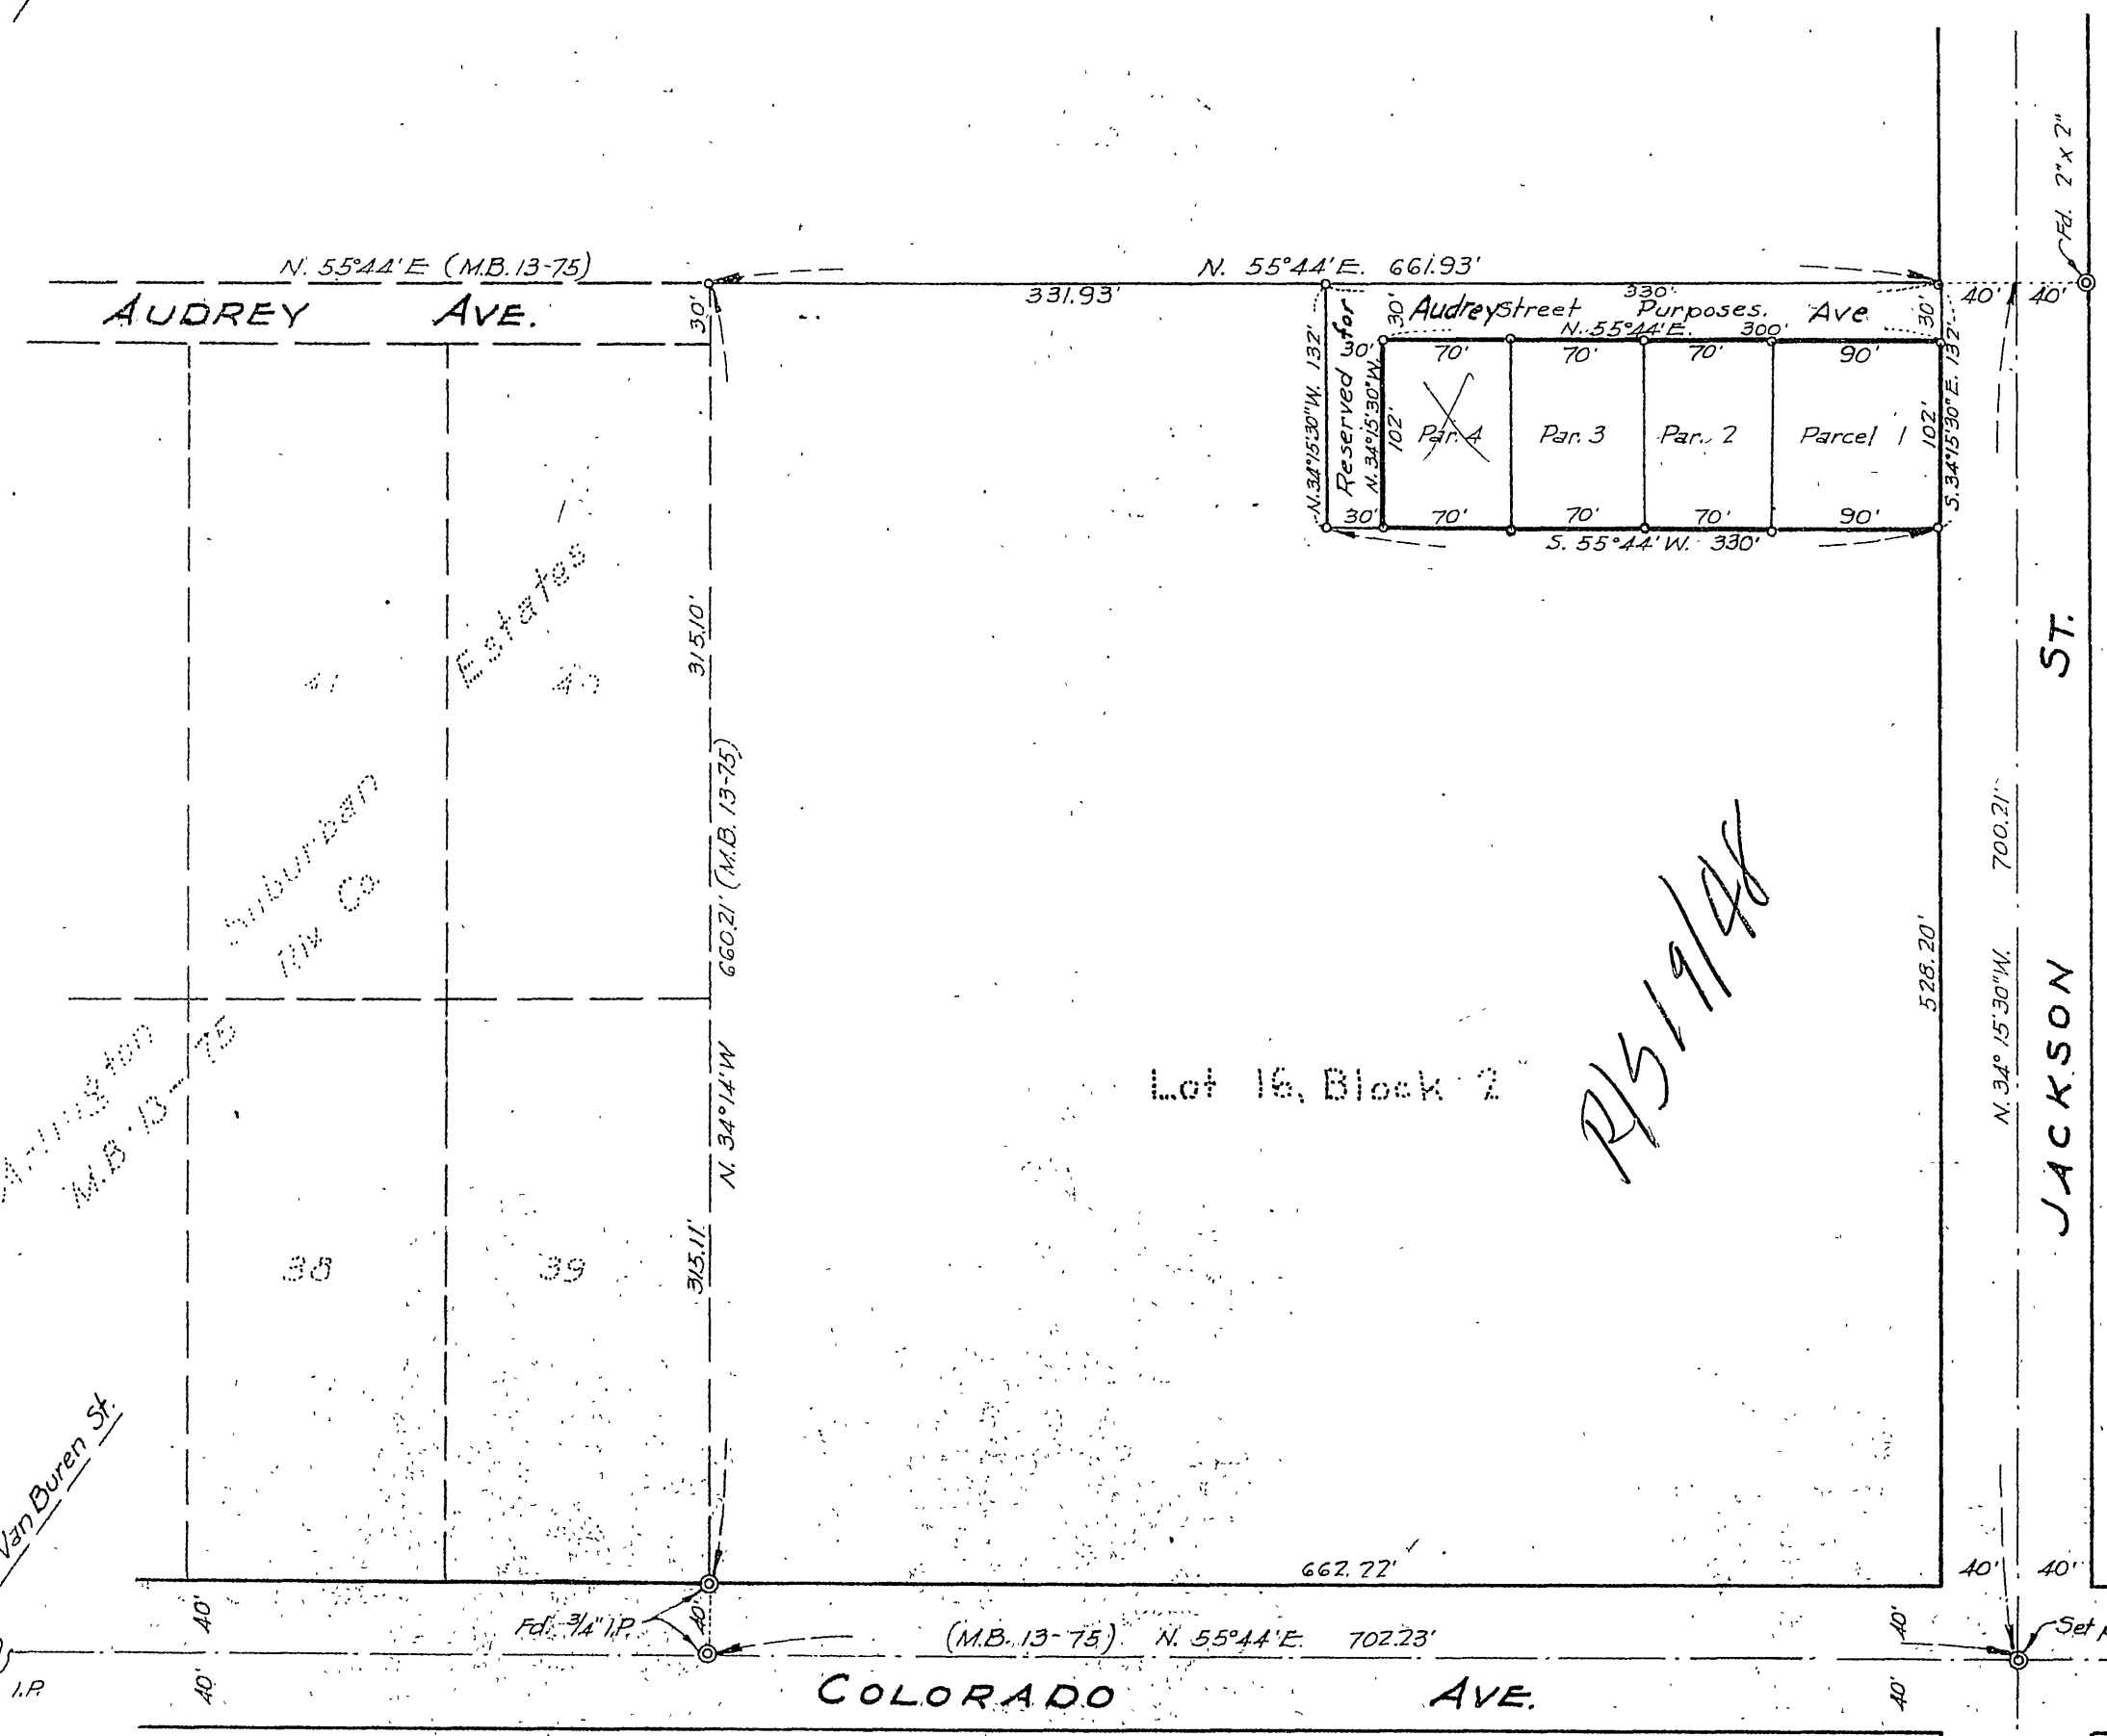 Fd. 2" x 2"
N. 55°44'E (M.B. 13-75)
N. 55°44'E. 661.93'
331.93'
330'
40' 40'
AUDREY AVE.
30'
30'
Audrey Street Purposes. Ave
30'
N. 55°44'E. 300'
Reserved for
N. 34°15'30"W. 132'
30'
70' 70' 70' 90'
N. 34°15'30"W.
102'
Par. 4
Par. 3
Par. 2
Parcel 1
102'
S. 34°15'30"E. 132'
30' 70' 70' 70' 90'
S. 55°44'W. 330'
Estates
41
315.10'
ST.
660.21' (M.B. 13-75)
Suburban
Co.
700.21'
R/S 19/48
528.20'
N. 34°15'30"W.
JACKSON
M.B. 13-75
N. 34°14'W
Lot 16, Block 2
38
39
315.11'
Van Buren St.
662.22'
40' 40'
40'
Fd. 3/4" I.P.
40'
(M.B. 13-75) N. 55°44'E. 702.23'
40'
Set
I.P.
40'
COLORADO AVE.
40'